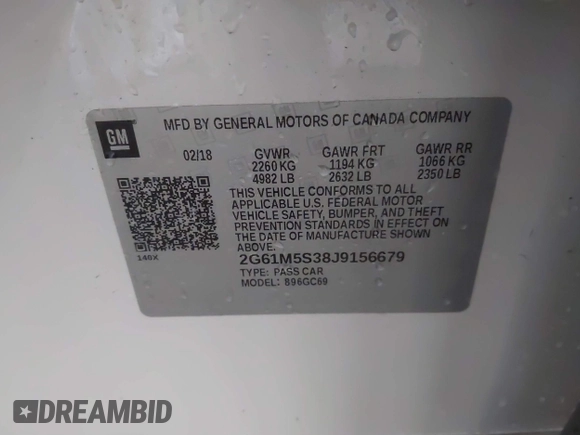 GM
MFD BY GENERAL MOTORS OF CANADA COMPANY
02/18 GVWR GAWR FRT GAWR RR
2260 KG 1194 KG 1066 KG
4982 LB 2632 LB 2350 LB
THIS VEHICLE CONFORMS TO ALL
APPLICABLE U.S. FEDERAL MOTOR
VEHICLE SAFETY, BUMPER, AND THEFT
PREVENTION STANDARDS IN EFFECT ON
THE DATE OF MANUFACTURE SHOWN
ABOVE.
140X
2G61M5S38J9156679
TYPE: PASS CAR
MODEL: 896GC69
DREAMBID